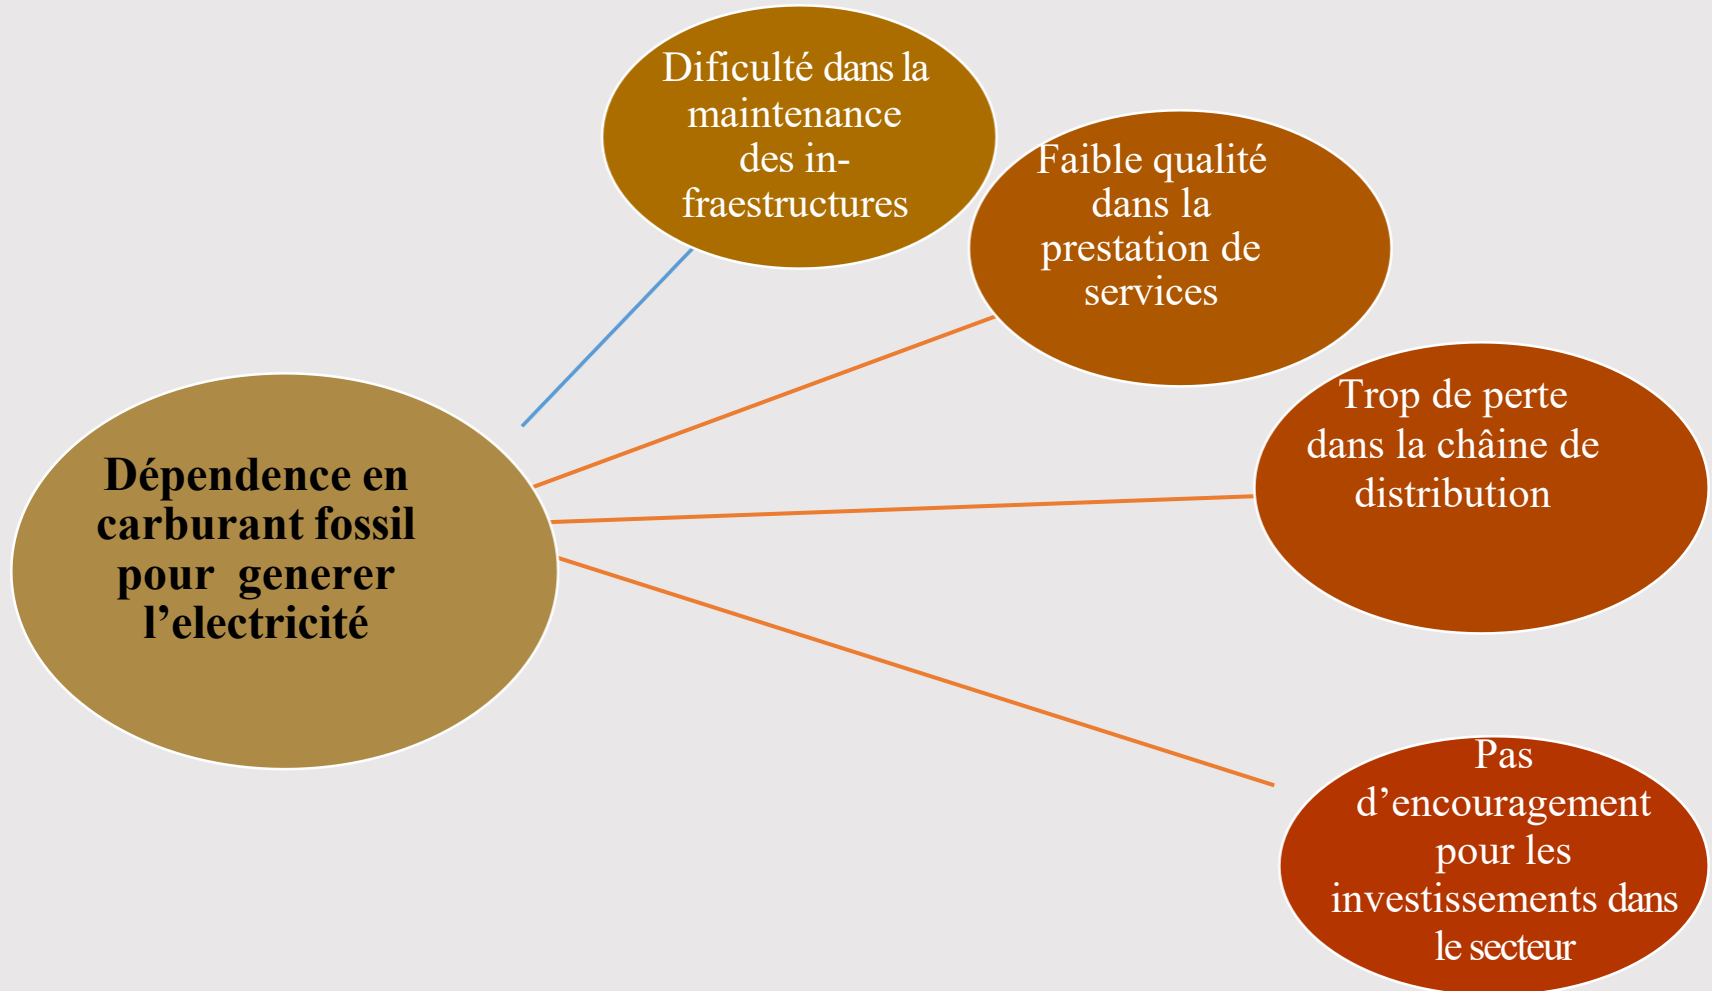 Dificulté dans la
maintenance
des in-
fraestructures
Faible qualité
dans la
prestation de
services
Trop de perte
dans la châine de
distribution
Dépendence en
carburant fossil
pour  generer
l’electricité
Pas
d’encouragement
pour les
investissements dans
le secteur